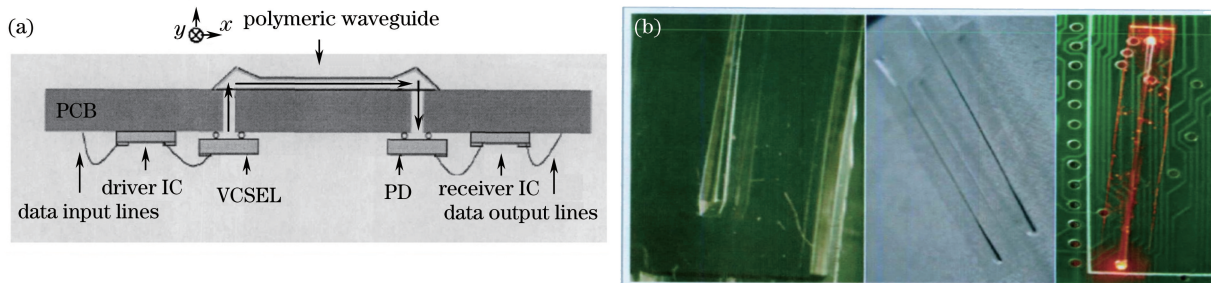 (a)
y
x
polymeric waveguide
PCB
driver IC
VCSEL
PD
receiver IC
data input lines
data output lines
(b)